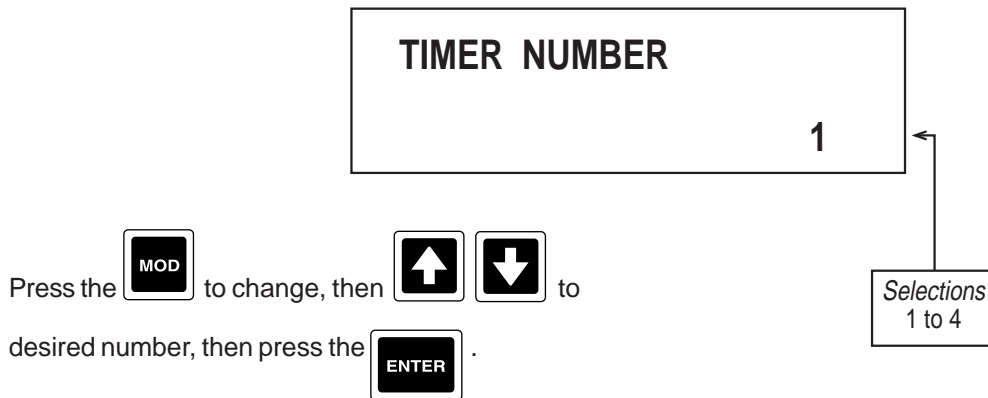 TIMER NUMBER
1
Press the MOD to change, then to
desired number, then press the ENTER .
Selections
1 to 4